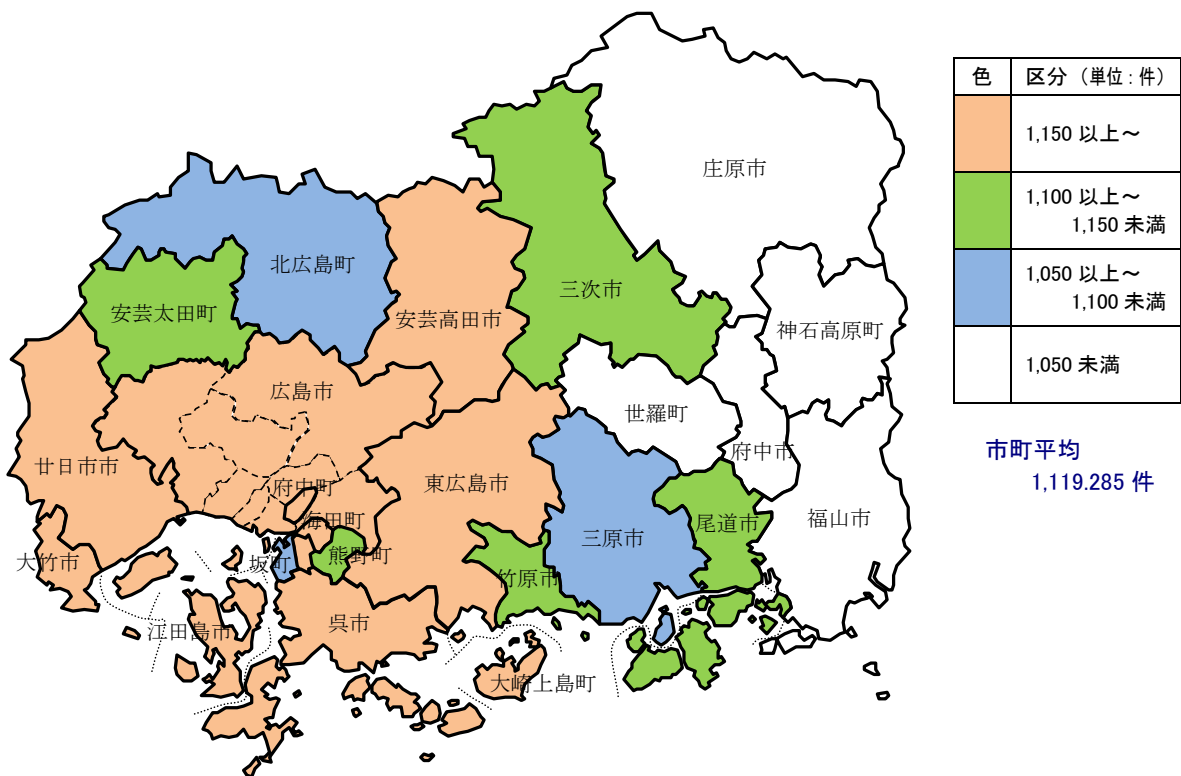 色 区分 (単位:件)
1,150 以上~
1,100 以上~
1,150 未満
1,050 以上~
1,100 未満
1,050 未満
市町平均
1,119.285 件
庄原市
北広島町
三次市
安芸太田町
安芸高田市
神石高原町
広島市
世羅町
府中市
廿日市市
東広島市
府中町
海田町
尾道市
福山市
三原市
大竹市
坂町
熊野町
竹原市
江田島市
呉市
大崎上島町